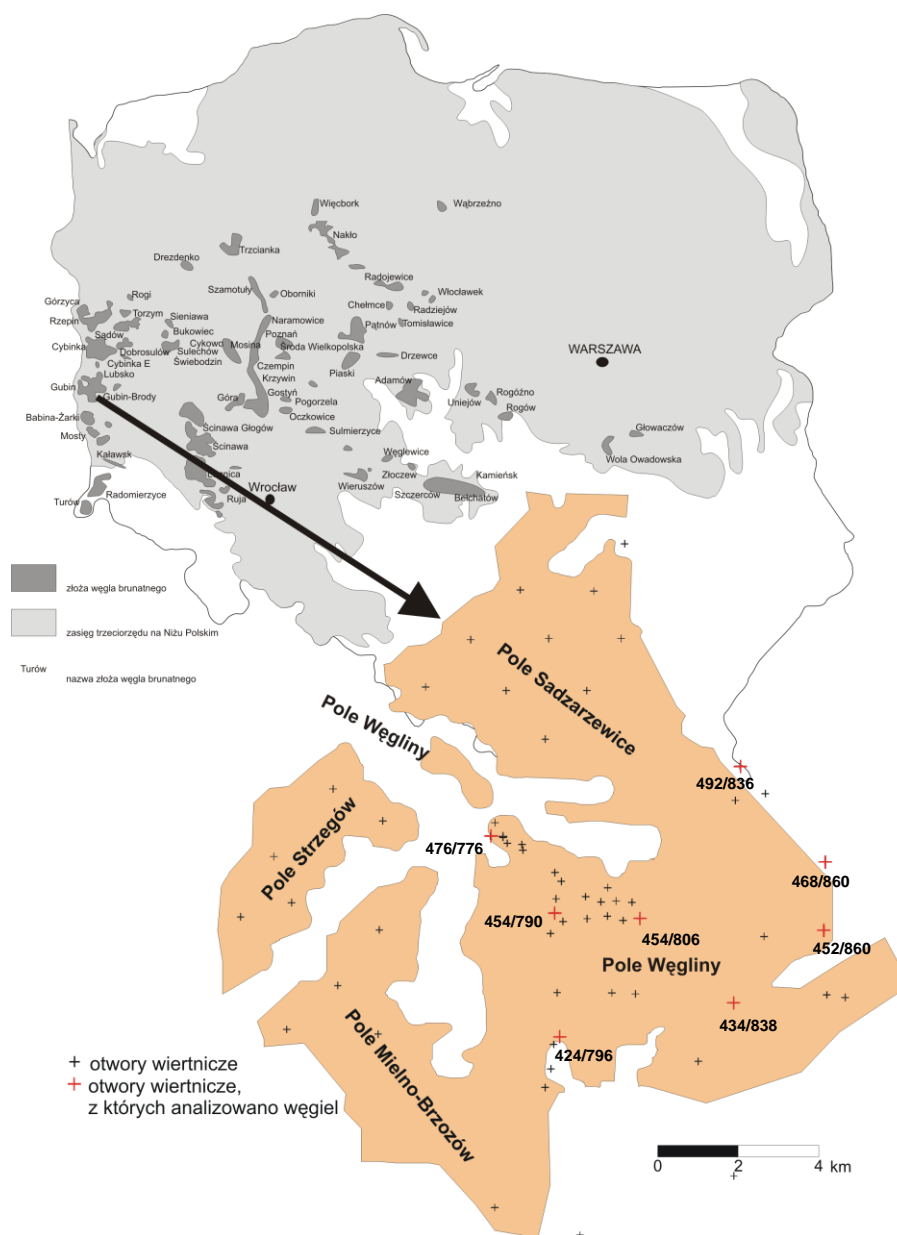 Więcbork
Wąbrzeźno
Nakło
Trzcianka
Drezdenko
Radojewice
Szamotuły
Oborniki
Włocławek
Rogi
Chełmce
Radziejów
Górzyca
Torzym
Sieniawa
Naramowice
Rzepin
Bukowiec
Poznań
Pątnów
Tomisławice
Sądów
Cykowo
Mosina
Środa Wielkopolska
Cybinka
Dobrosułów
Sulechów
WARSZAWA
Drzewce
Świebodzin
Cybinka E
Czempin
Piaski
Lubsko
Krzywin
Adamów
Gubin
Gostyń
Rogóźno
Gubin-Brody
Góra
Pogorzela
Uniejów
Babina-Żarki
Oczkowice
Rogów
Ścinawa Głogów
Sulmierzyce
Głowaczów
Mosty
Ścinawa
Kaławsk
Węglewice
Wola Owadowska
Złoczew
Kamieńsk
Radomierzyce
Wrocław
Wieruszów
Ruja
Szczerców
Bełchatów
Turów
złoża węgla brunatnego
zasięg trzeciorzędu na Niżu Polskim
Turów
nazwa złoża węgla brunatnego
Pole Sadzarzewice
Pole Węgliny
492/836
Pole Strzegów
476/776
468/860
454/790
454/806
452/860
Pole Węgliny
434/838
Pole Mielno-Brzozów
424/796
otwory wiertnicze
otwory wiertnicze,
z których analizowano węgiel
0 2 4 km